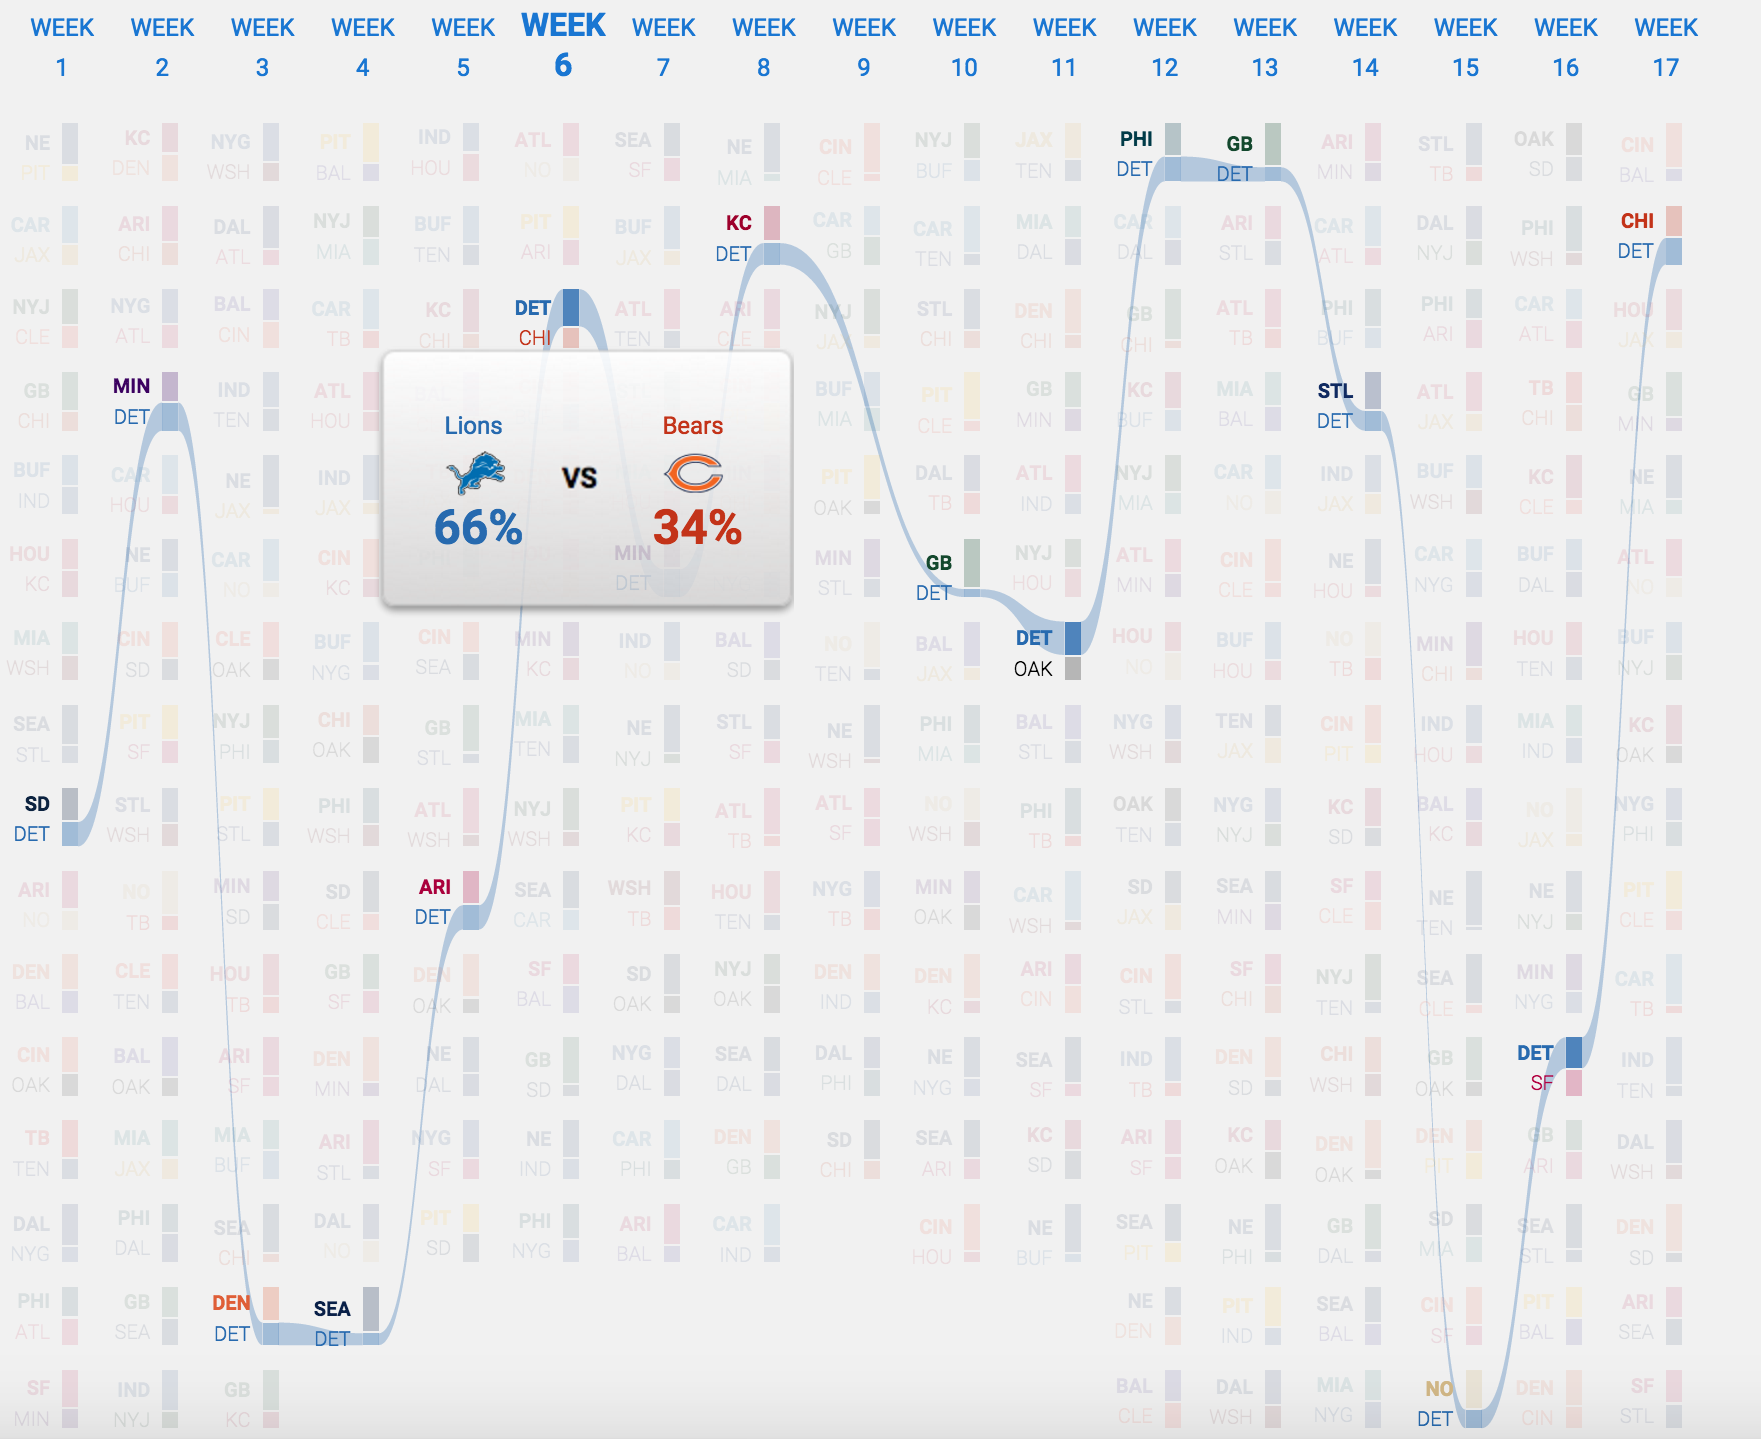 WEEK WEEK WEEK WEEK WEEK WEEK WEEK WEEK WEEK WEEK WEEK WEEK WEEK WEEK WEEK WEEK WEEK
1 2 3 4 5 6 7 8 9 10 11 12 13 14 15 16 17
NE KC NYG PIT IND ATL SEA NE CIN NYJ JAX PHI GB ARI STL OAK CIN
PIT DEN WSH BAL HOU NO SF MIA CLE BUF TEN DET DET MIN TB SD BAL
CAR ARI DAL NYJ BUF PIT BUF KC CAR CAR MIA CAR ARI CAR DAL PHI CHI
JAX CHI ATL MIA TEN ARI JAX DET GB TEN DAL DAL STL ATL NYJ WSH DET
NYJ NYG BAL CAR KC DET ATL ARI NYJ STL DEN GB ATL PHI PHI CAR HOU
CLE ATL CIN TB CHI CHI TEN CLE JAX CHI CHI CHI TB BUF ARI ATL JAX
GB MIN IND ATL BUF PIT GB KC MIA STL ATL TB GB
CHI DET TEN HOU MIA CLE MIN BUF BAL DET JAX CHI MIN
Lions Bears
VS
66% 34%
BUF CAR NE IND PIT DAL ATL NYJ CAR IND BUF KC NE
IND HOU JAX JAX OAK TB IND MIA NO JAX WSH CLE MIA
HOU NE CAR CIN MIN MIN GB NYJ ATL CIN NE CAR BUF ATL
KC BUF NO KC DET STL DET HOU MIN CLE HOU NYG DAL NO
MIA CIN CLE BUF CIN MIN IND BAL NO BAL DET HOU BUF NO MIN HOU BUF
WSH SD OAK NYG SEA KC NO SD TEN JAX OAK NO HOU TB CHI TEN NYJ
SEA PIT NYJ CHI GB MIA NE STL NE PHI BAL NYG TEN CIN IND MIA KC
STL SF PHI OAK STL TEN NYJ SF WSH MIA STL WSH JAX PIT HOU IND OAK
SD STL PIT PHI ATL NYJ PIT ATL ATL NO PHI OAK NYG KC BAL NO NYG
DET WSH STL WSH WSH WSH KC TB SF WSH TB TEN NYJ SD KC JAX PHI
ARI NO MIN SD ARI SEA WSH HOU NYG MIN CAR SD SEA SF NE NE PIT
NO TB SD CLE DET CAR TB TEN TB OAK WSH JAX MIN CLE TEN NYJ CLE
DEN CLE HOU GB DEN SF SD NYJ DEN DEN ARI CIN SF NYJ SEA MIN CAR
BAL TEN TB SF OAK BAL OAK OAK IND KC CIN STL CHI TEN CLE NYG TB
CIN BAL ARI DEN NE GB NYG SEA DAL NE SEA IND DEN CHI GB DET IND
OAK OAK SF MIN DAL SD DAL DAL PHI NYG SF TB SD WSH OAK SF TEN
TB MIA MIA ARI NYG NE CAR DEN SD SEA KC ARI KC DEN DEN GB DAL
TEN JAX BUF STL SF IND PHI GB CHI ARI SD SF OAK OAK PIT ARI WSH
DAL PHI SEA DAL PIT PHI ARI CAR CIN NE SEA NE GB SD SEA DEN
NYG DAL CHI NO SD NYG BAL IND HOU BUF PIT PHI DAL MIA STL SD
PHI GB DEN SEA NE PIT SEA CIN PIT ARI
ATL SEA DET DET DEN IND BAL SF BAL SEA
SF IND GB BAL DAL MIA NO DEN SF
MIN NYJ KC CLE WSH NYG DET CIN STL